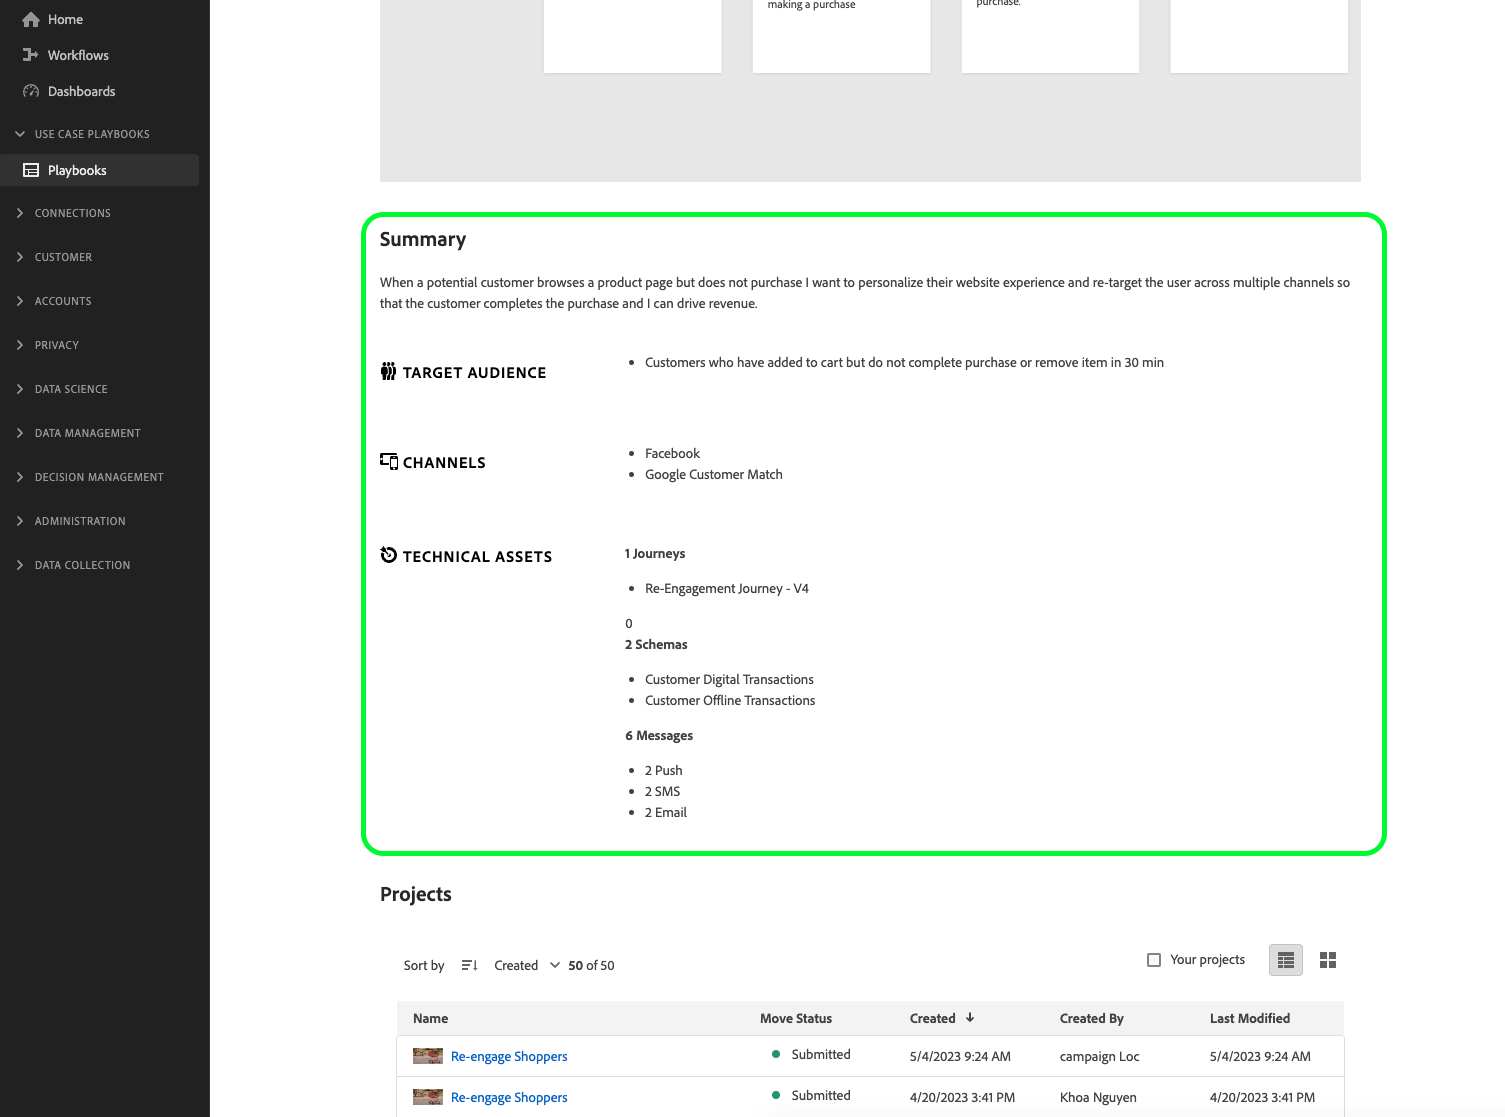 Home
Workflows
Dashboards
USE CASE PLAYBOOKS
Playbooks
CONNECTIONS
CUSTOMER
ACCOUNTS
PRIVACY
DATA SCIENCE
DATA MANAGEMENT
DECISION MANAGEMENT
ADMINISTRATION
DATA COLLECTION
making a purchase
purchase.
Summary
When a potential customer browses a product page but does not purchase I want to personalize their website experience and re-target the user across multiple channels so
that the customer completes the purchase and I can drive revenue.
TARGET AUDIENCE
• Customers who have added to cart but do not complete purchase or remove item in 30 min
CHANNELS
• Facebook
• Google Customer Match
TECHNICAL ASSETS
1 Journeys
• Re-Engagement Journey - V4
0
2 Schemas
• Customer Digital Transactions
• Customer Offline Transactions
6 Messages
• 2 Push
• 2 SMS
• 2 Email
Projects
Sort by Created 50 of 50 Your projects
Name Move Status Created Created By Last Modified
Re-engage Shoppers Submitted 5/4/2023 9:24 AM campaign Loc 5/4/2023 9:24 AM
Re-engage Shoppers Submitted 4/20/2023 3:41 PM Khoa Nguyen 4/20/2023 3:41 PM